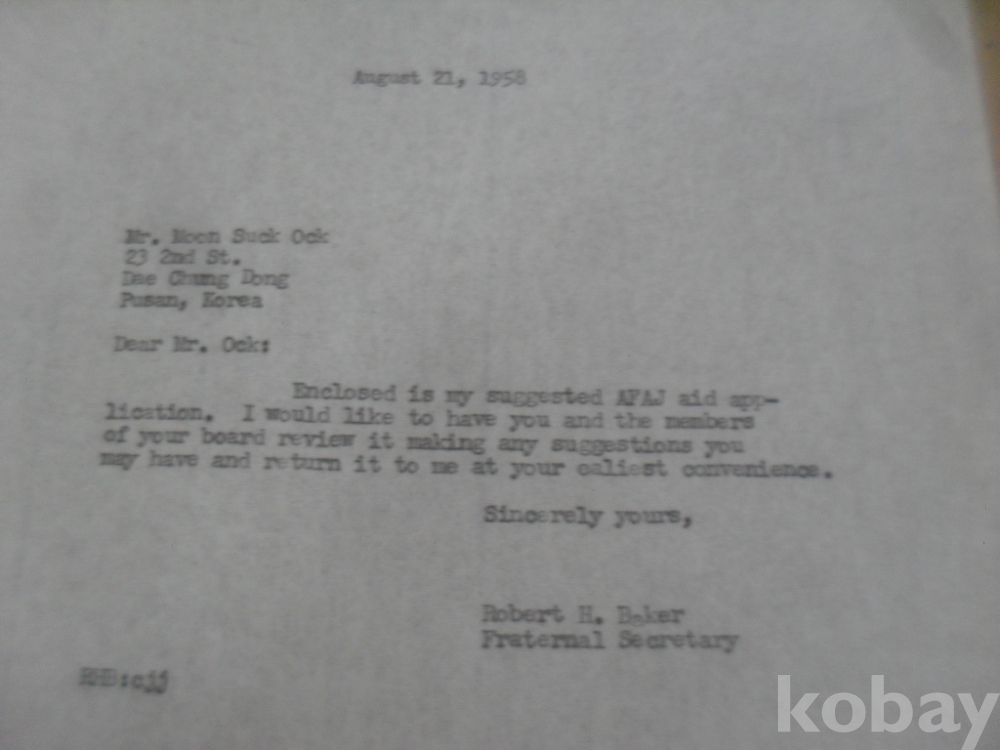 August 21, 1958
Mr. Moon Suck Ock
23 2nd St.
Dae Chung Dong
Pusan, Korea
Dear Mr. Ock:
Enclosed is my suggested AFAJ aid app-
lication. I would like to have you and the members
of your board review it making any suggestions you
may have and return it to me at your ealiest convenience.
Sincerely yours,
Robert H. Baker
Fraternal Secretary
RHB:cjj
kobay